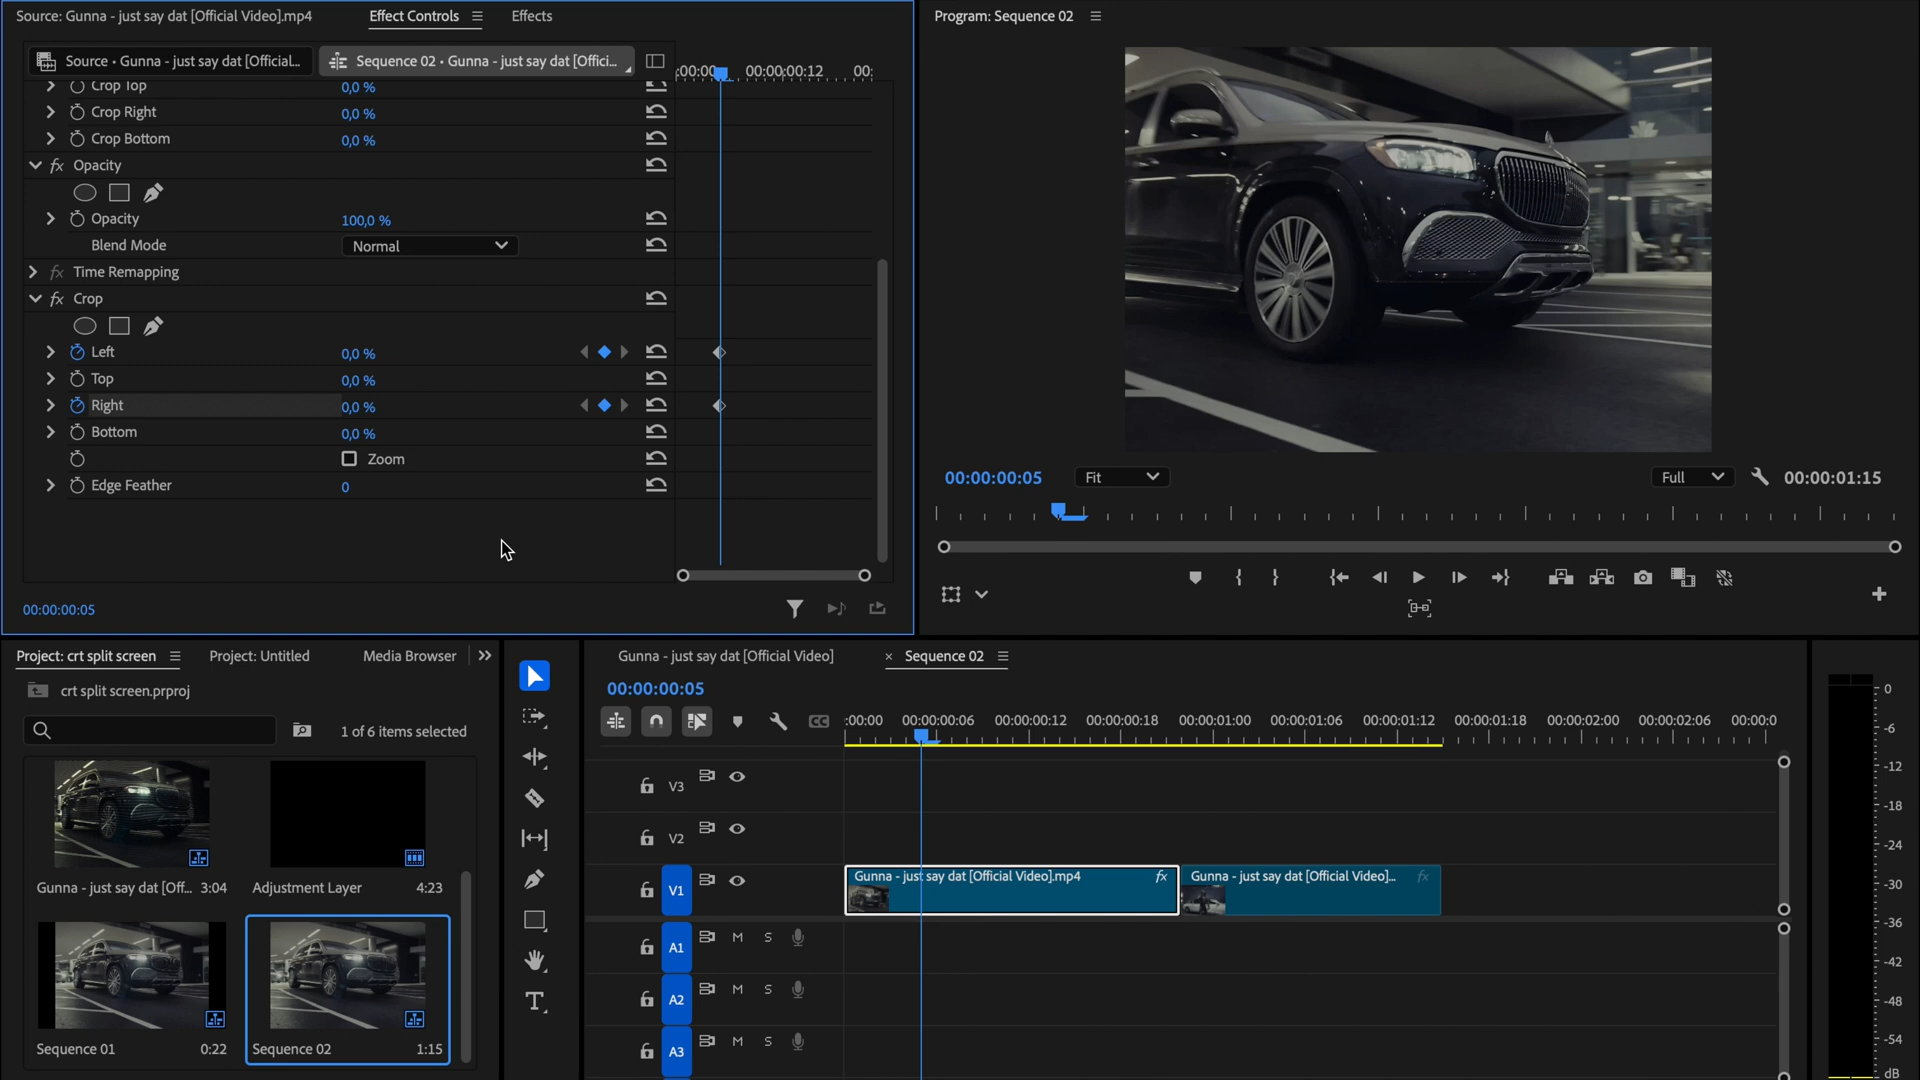 Source: Gunna - just say dat [Official Video].mp4
Effect Controls
Effects
Source • Gunna - just say dat [Official...
Sequence 02 • Gunna - just say dat [Offici...
:00:00
00:00:00:12
00:
Crop Top
0,0 %
Crop Right
0,0 %
Crop Bottom
0,0 %
fx Opacity
Opacity
100,0 %
Blend Mode
Normal
fx Time Remapping
fx Crop
Left
0,0 %
Top
0,0 %
Right
0,0 %
Bottom
0,0 %
Zoom
Edge Feather
0
00:00:00:05
Program: Sequence 02
00:00:00:05
Fit
Full
00:00:01:15
Project: crt split screen
Project: Untitled
Media Browser
crt split screen.prproj
1 of 6 items selected
Gunna - just say dat [Off...
3:04
Adjustment Layer
4:23
Sequence 01
0:22
Sequence 02
1:15
T
Gunna - just say dat [Official Video]
× Sequence 02
00:00:00:05
CC
:00:00
00:00:00:06
00:00:00:12
00:00:00:18
00:00:01:00
00:00:01:06
00:00:01:12
00:00:01:18
00:00:02:00
00:00:02:06
00:00:0
V3
V2
V1
Gunna - just say dat [Official Video].mp4
fx
Gunna - just say dat [Official Video]...
fx
A1
M
S
A2
M
S
A3
M
S
0
-6
-12
-18
-24
-30
-36
-42
-48
-54
dB